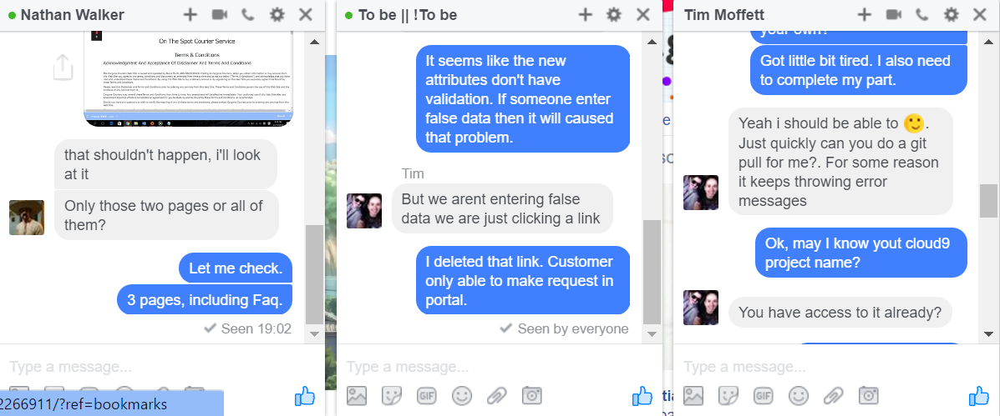 Nathan Walker
On The Spot Courier Service
Terms & Conditions
Acknowledgment And Acceptance Of Disclaimer And Terms And Conditions
that shouldn't happen, i'll look
at it
Only those two pages or all of
them?
Let me check.
3 pages, including Faq.
Seen 19:02
Type a message...
2266911/?ref=bookmarks
To be || !To be
It seems like the new
attributes don't have
validation. If someone enter
false data then it will caused
that problem.
Tim
But we arent entering false
data we are just clicking a link
I deleted that link. Customer
only able to make request in
portal.
Seen by everyone
Type a message...
GIF
Tim Moffett
your own?
Got little bit tired. I also need
to complete my part.
Yeah i should be able to 🙂.
Just quickly can you do a git
pull for me?. For some reason
it keeps throwing error
messages
Ok, may I know yout cloud9
project name?
You have access to it already?
Type a message...
GIF